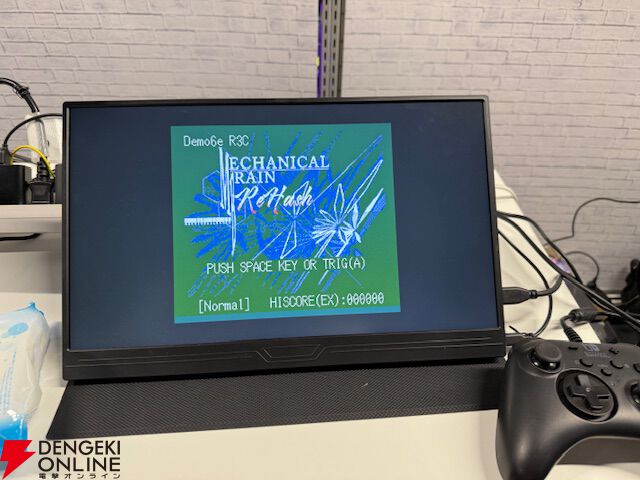 Demo6e R3C
MECHANICAL
BRAIN
ReHash
PUSH SPACE KEY OR TRIG(A)
[Normal] HISCORE(EX):000000
DENGEKI
ONLINE
電撃オンライン